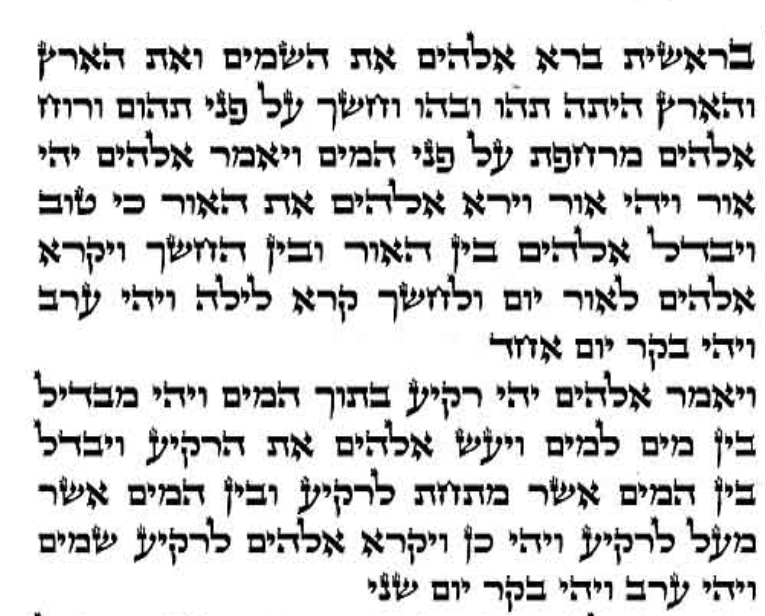 בראשית ברא אלהים את השמים ואת הארץ
והארץ היתה תהו ובהו וחשך על פני תהום ורוח
אלהים מרחפת על פני המים ויאמר אלהים יהי
אור ויהי אור וירא אלהים את האור כי טוב
ויבדל אלהים בין האור ובין החשך ויקרא
אלהים לאור יום ולחשך קרא לילה ויהי ערב
ויהי בקר יום אחד
ויאמר אלהים יהי רקיע בתוך המים ויהי מבדיל
בין מים למים ויעש אלהים את הרקיע ויבדל
בין המים אשר מתחת לרקיע ובין המים אשר
מעל לרקיע ויהי כן ויקרא אלהים לרקיע שמים
ויהי ערב ויהי בקר יום שני